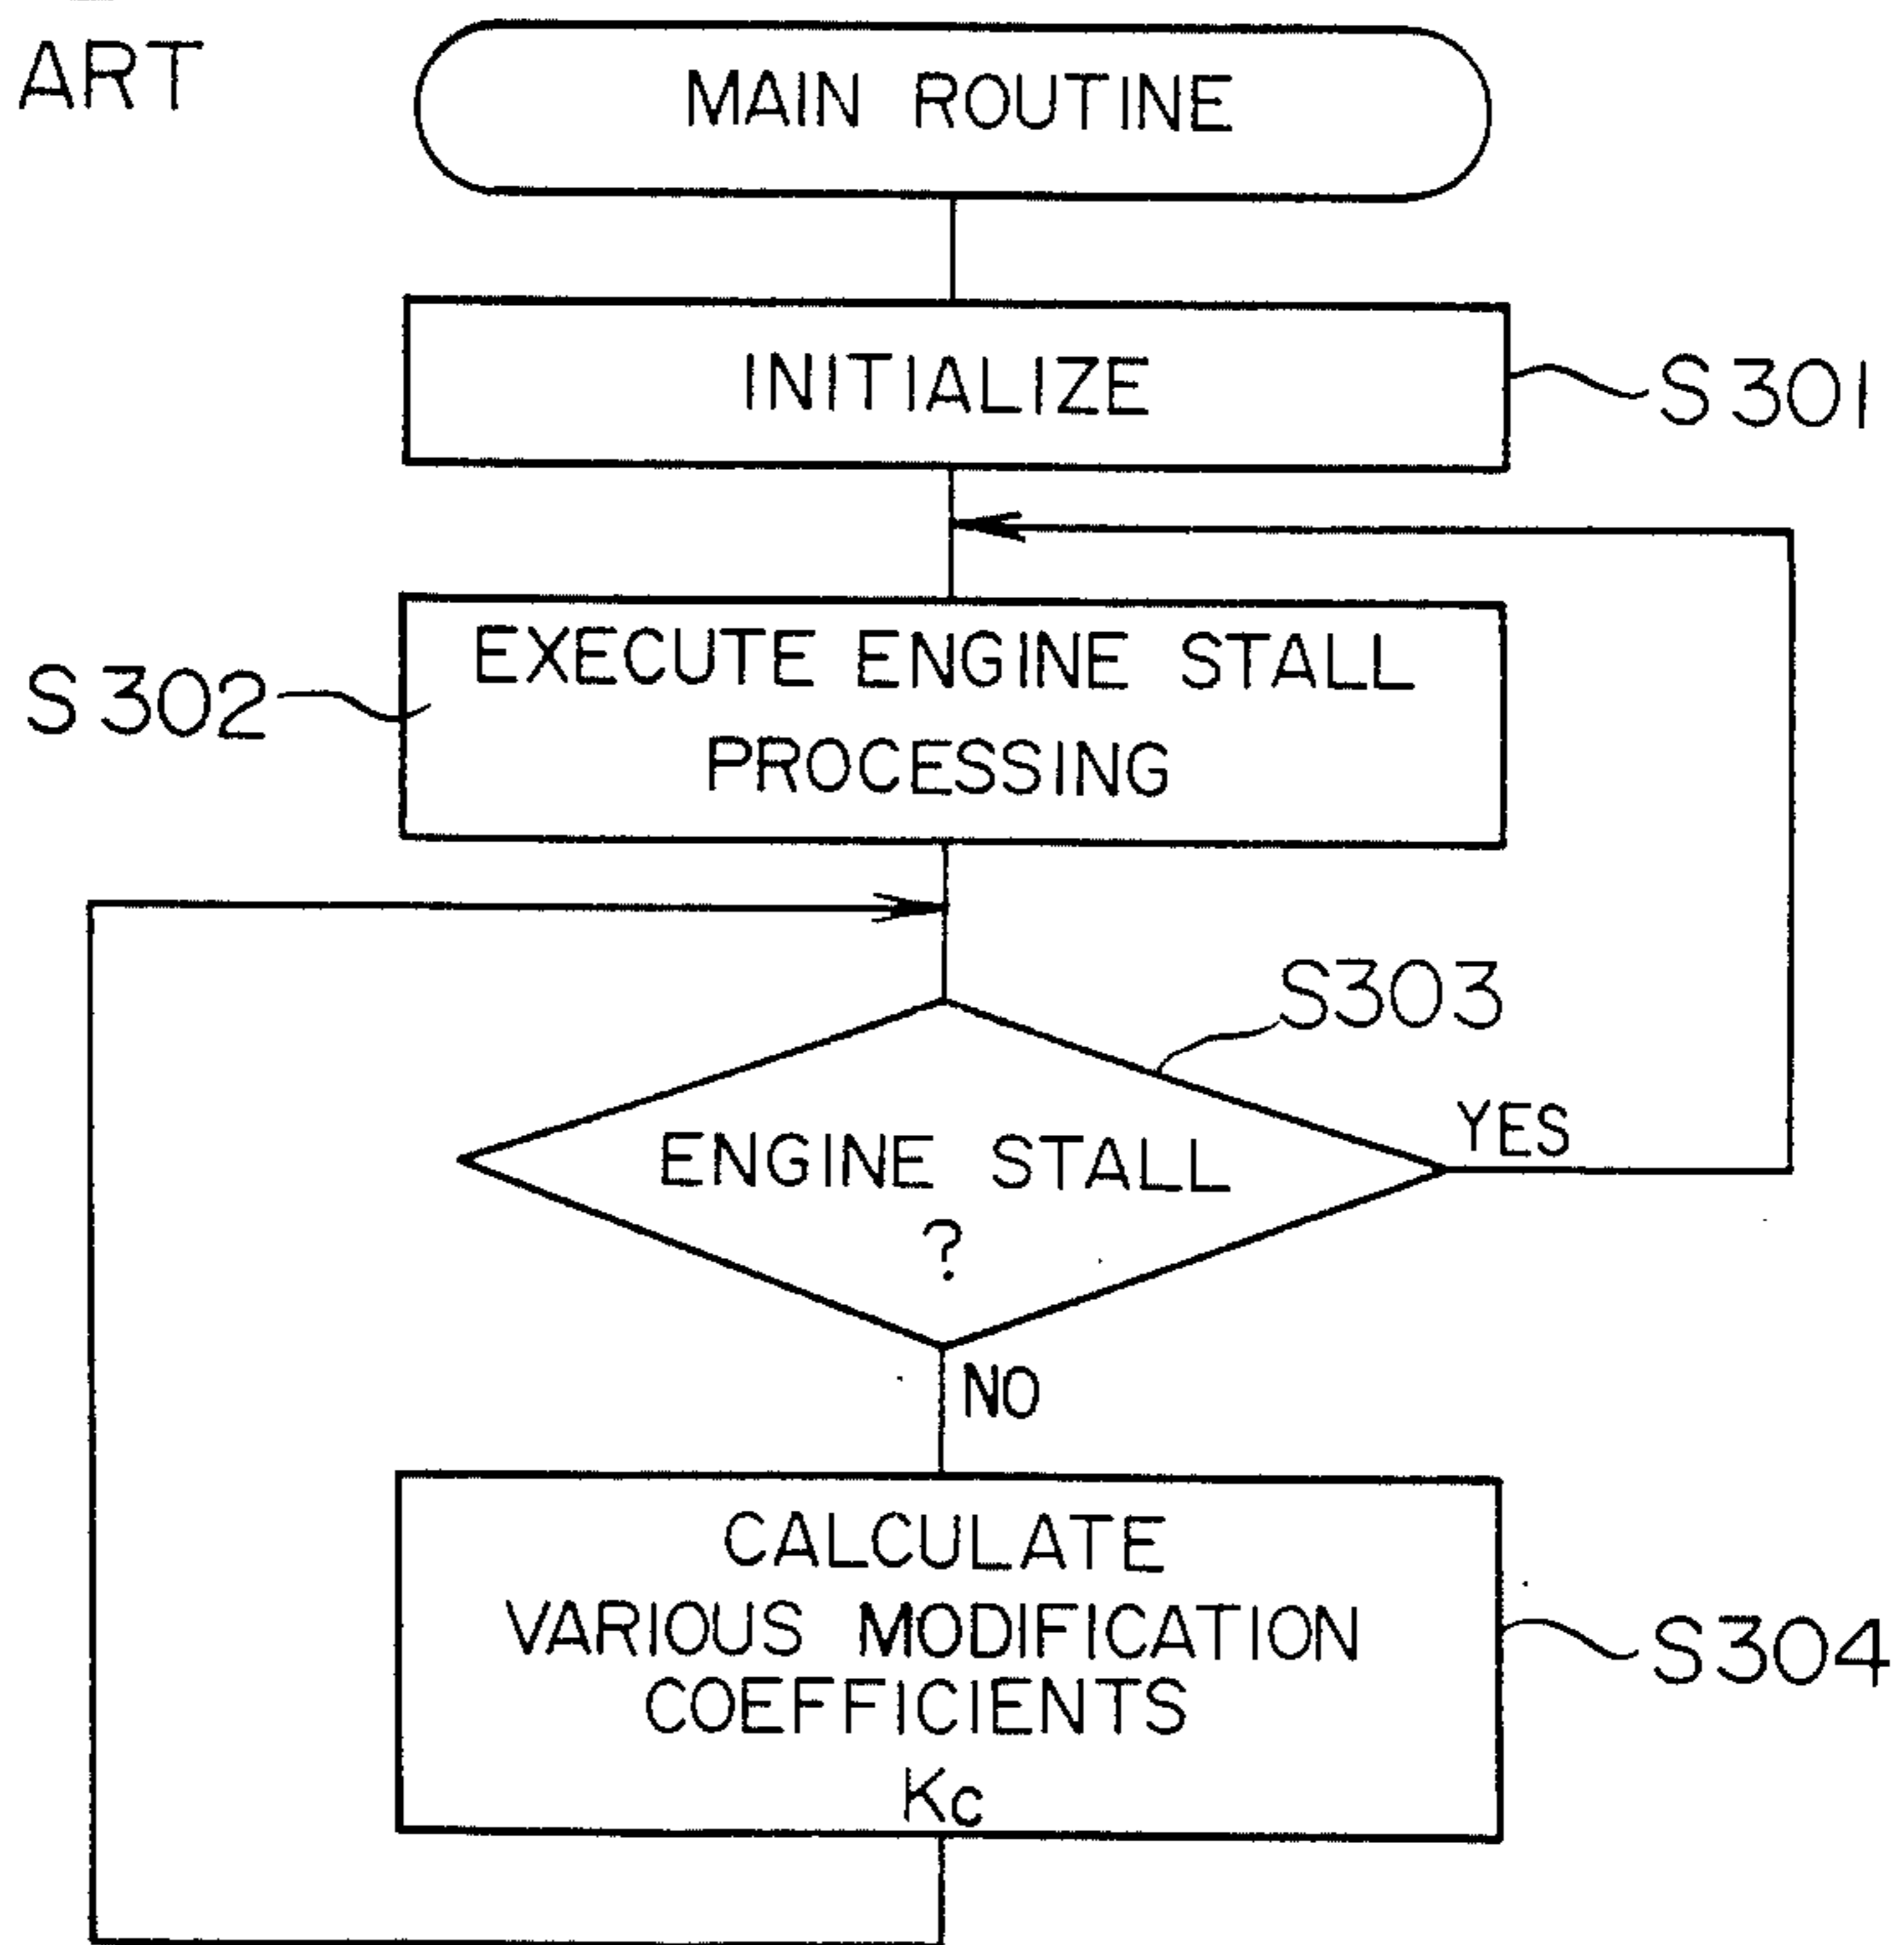 ART
MAIN ROUTINE
INITIALIZE
S301
EXECUTE ENGINE STALL
PROCESSING
S302
S303
ENGINE STALL
?
YES
NO
CALCULATE
VARIOUS MODIFICATION
COEFFICIENTS
Kc
S304